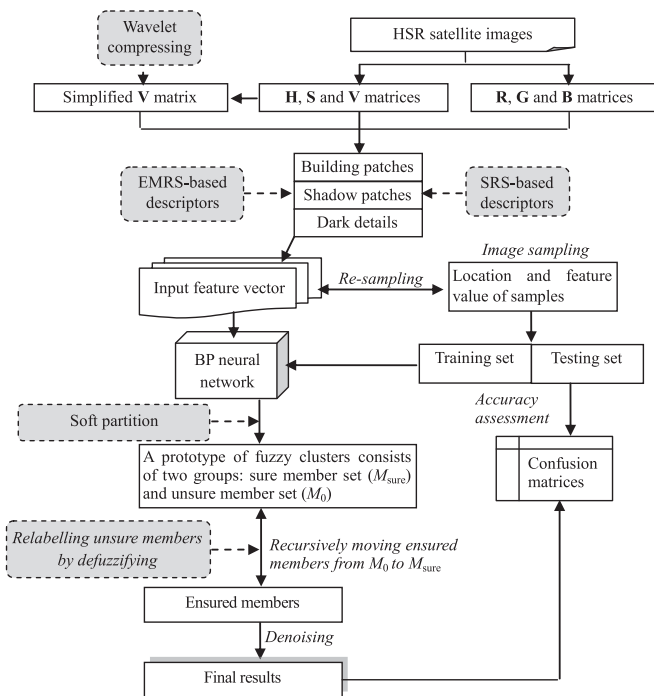 Wavelet
compressing
HSR satellite images
Simplified V matrix
H, S and V matrices
R, G and B matrices
Building patches
EMRS-based
descriptors
Shadow patches
SRS-based
descriptors
Dark details
Image sampling
Input feature vector
Re-sampling
Location and feature
value of samples
BP neural
network
Training set
Testing set
Soft partition
Accuracy
assessment
A prototype of fuzzy clusters consists
of two groups: sure member set (Msure)
and unsure member set (M0)
Confusion
matrices
Relabelling unsure members
by defuzzifying
Recursively moving ensured
members from M0 to Msure
Ensured members
Denoising
Final results